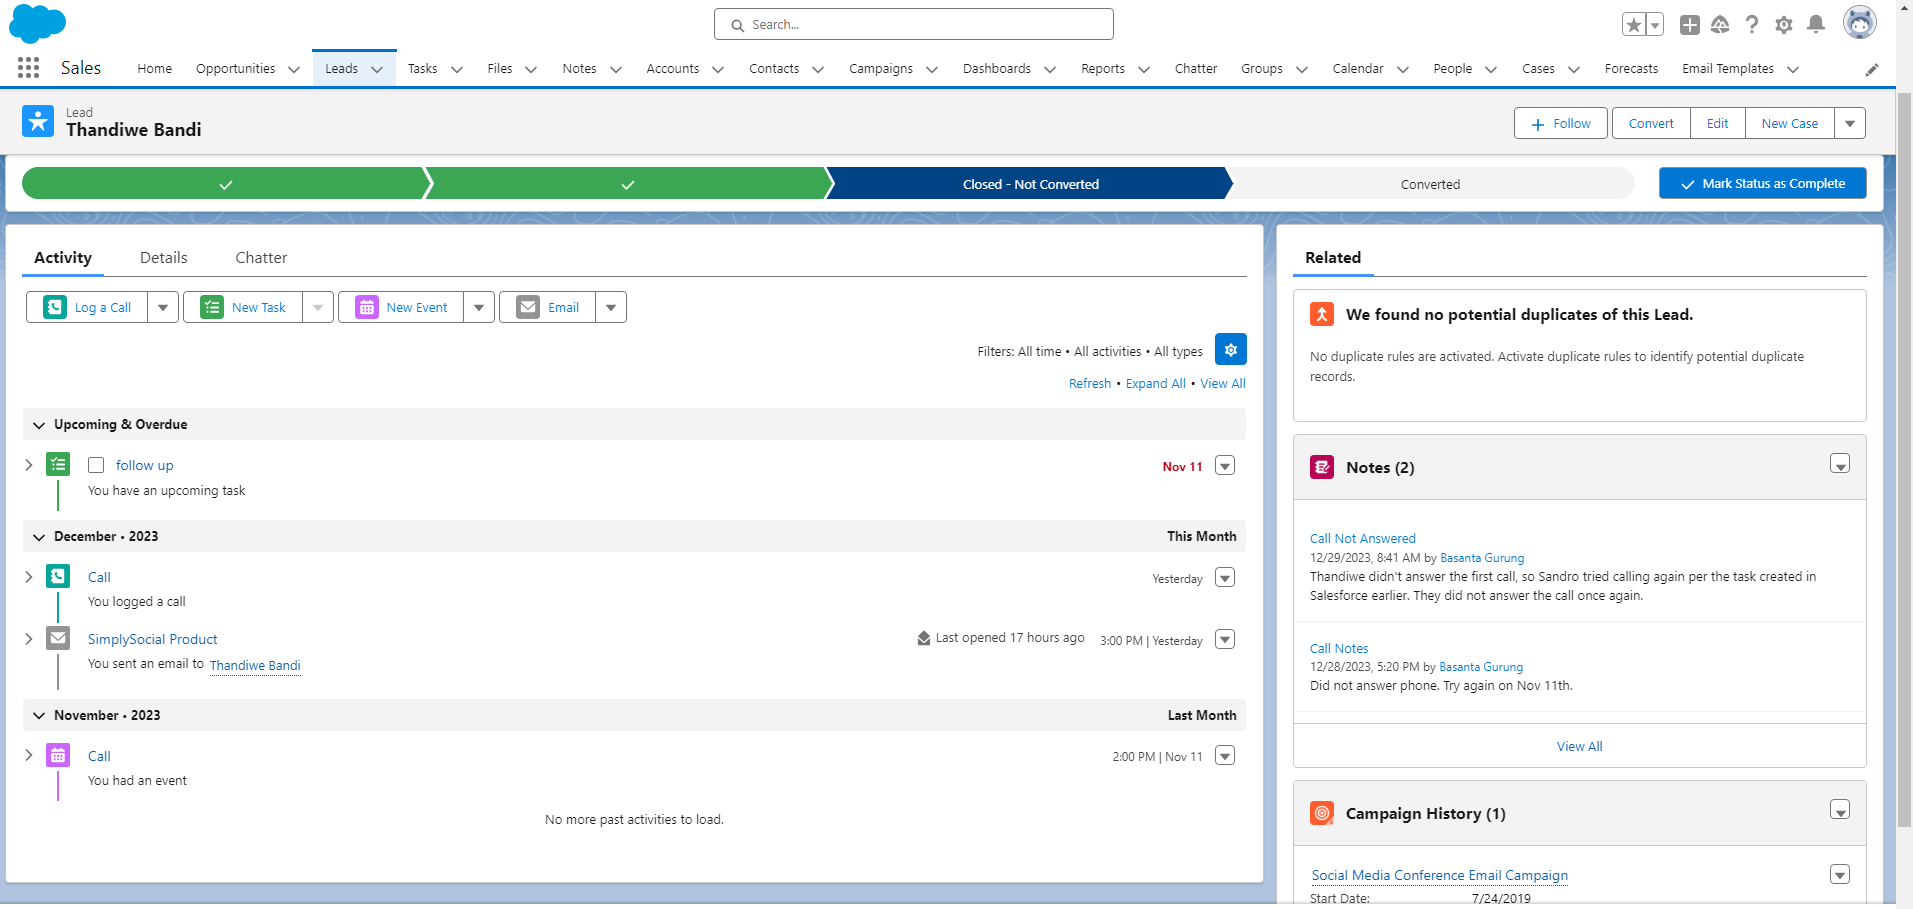 Search...
Sales
Home
Opportunities
Leads
Tasks
Files
Notes
Accounts
Contacts
Campaigns
Dashboards
Reports
Chatter
Groups
Calendar
People
Cases
Forecasts
Email Templates
Lead
Thandiwe Bandi
Follow
Convert
Edit
New Case
Closed - Not Converted
Converted
Mark Status as Complete
Activity
Details
Chatter
Log a Call
New Task
New Event
Email
Filters: All time • All activities • All types
Refresh • Expand All • View All
Upcoming & Overdue
follow up
Nov 11
You have an upcoming task
December • 2023
This Month
Call
Yesterday
You logged a call
SimplySocial Product
Last opened 17 hours ago
3:00 PM | Yesterday
You sent an email to Thandiwe Bandi
November • 2023
Last Month
Call
2:00 PM | Nov 11
You had an event
No more past activities to load.
Related
We found no potential duplicates of this Lead.
No duplicate rules are activated. Activate duplicate rules to identify potential duplicate
records.
Notes (2)
Call Not Answered
12/29/2023, 8:41 AM by Basanta Gurung
Thandiwe didn't answer the first call, so Sandro tried calling again per the task created in
Salesforce earlier. They did not answer the call once again.
Call Notes
12/28/2023, 5:20 PM by Basanta Gurung
Did not answer phone. Try again on Nov 11th.
View All
Campaign History (1)
Social Media Conference Email Campaign
Start Date:
7/24/2019